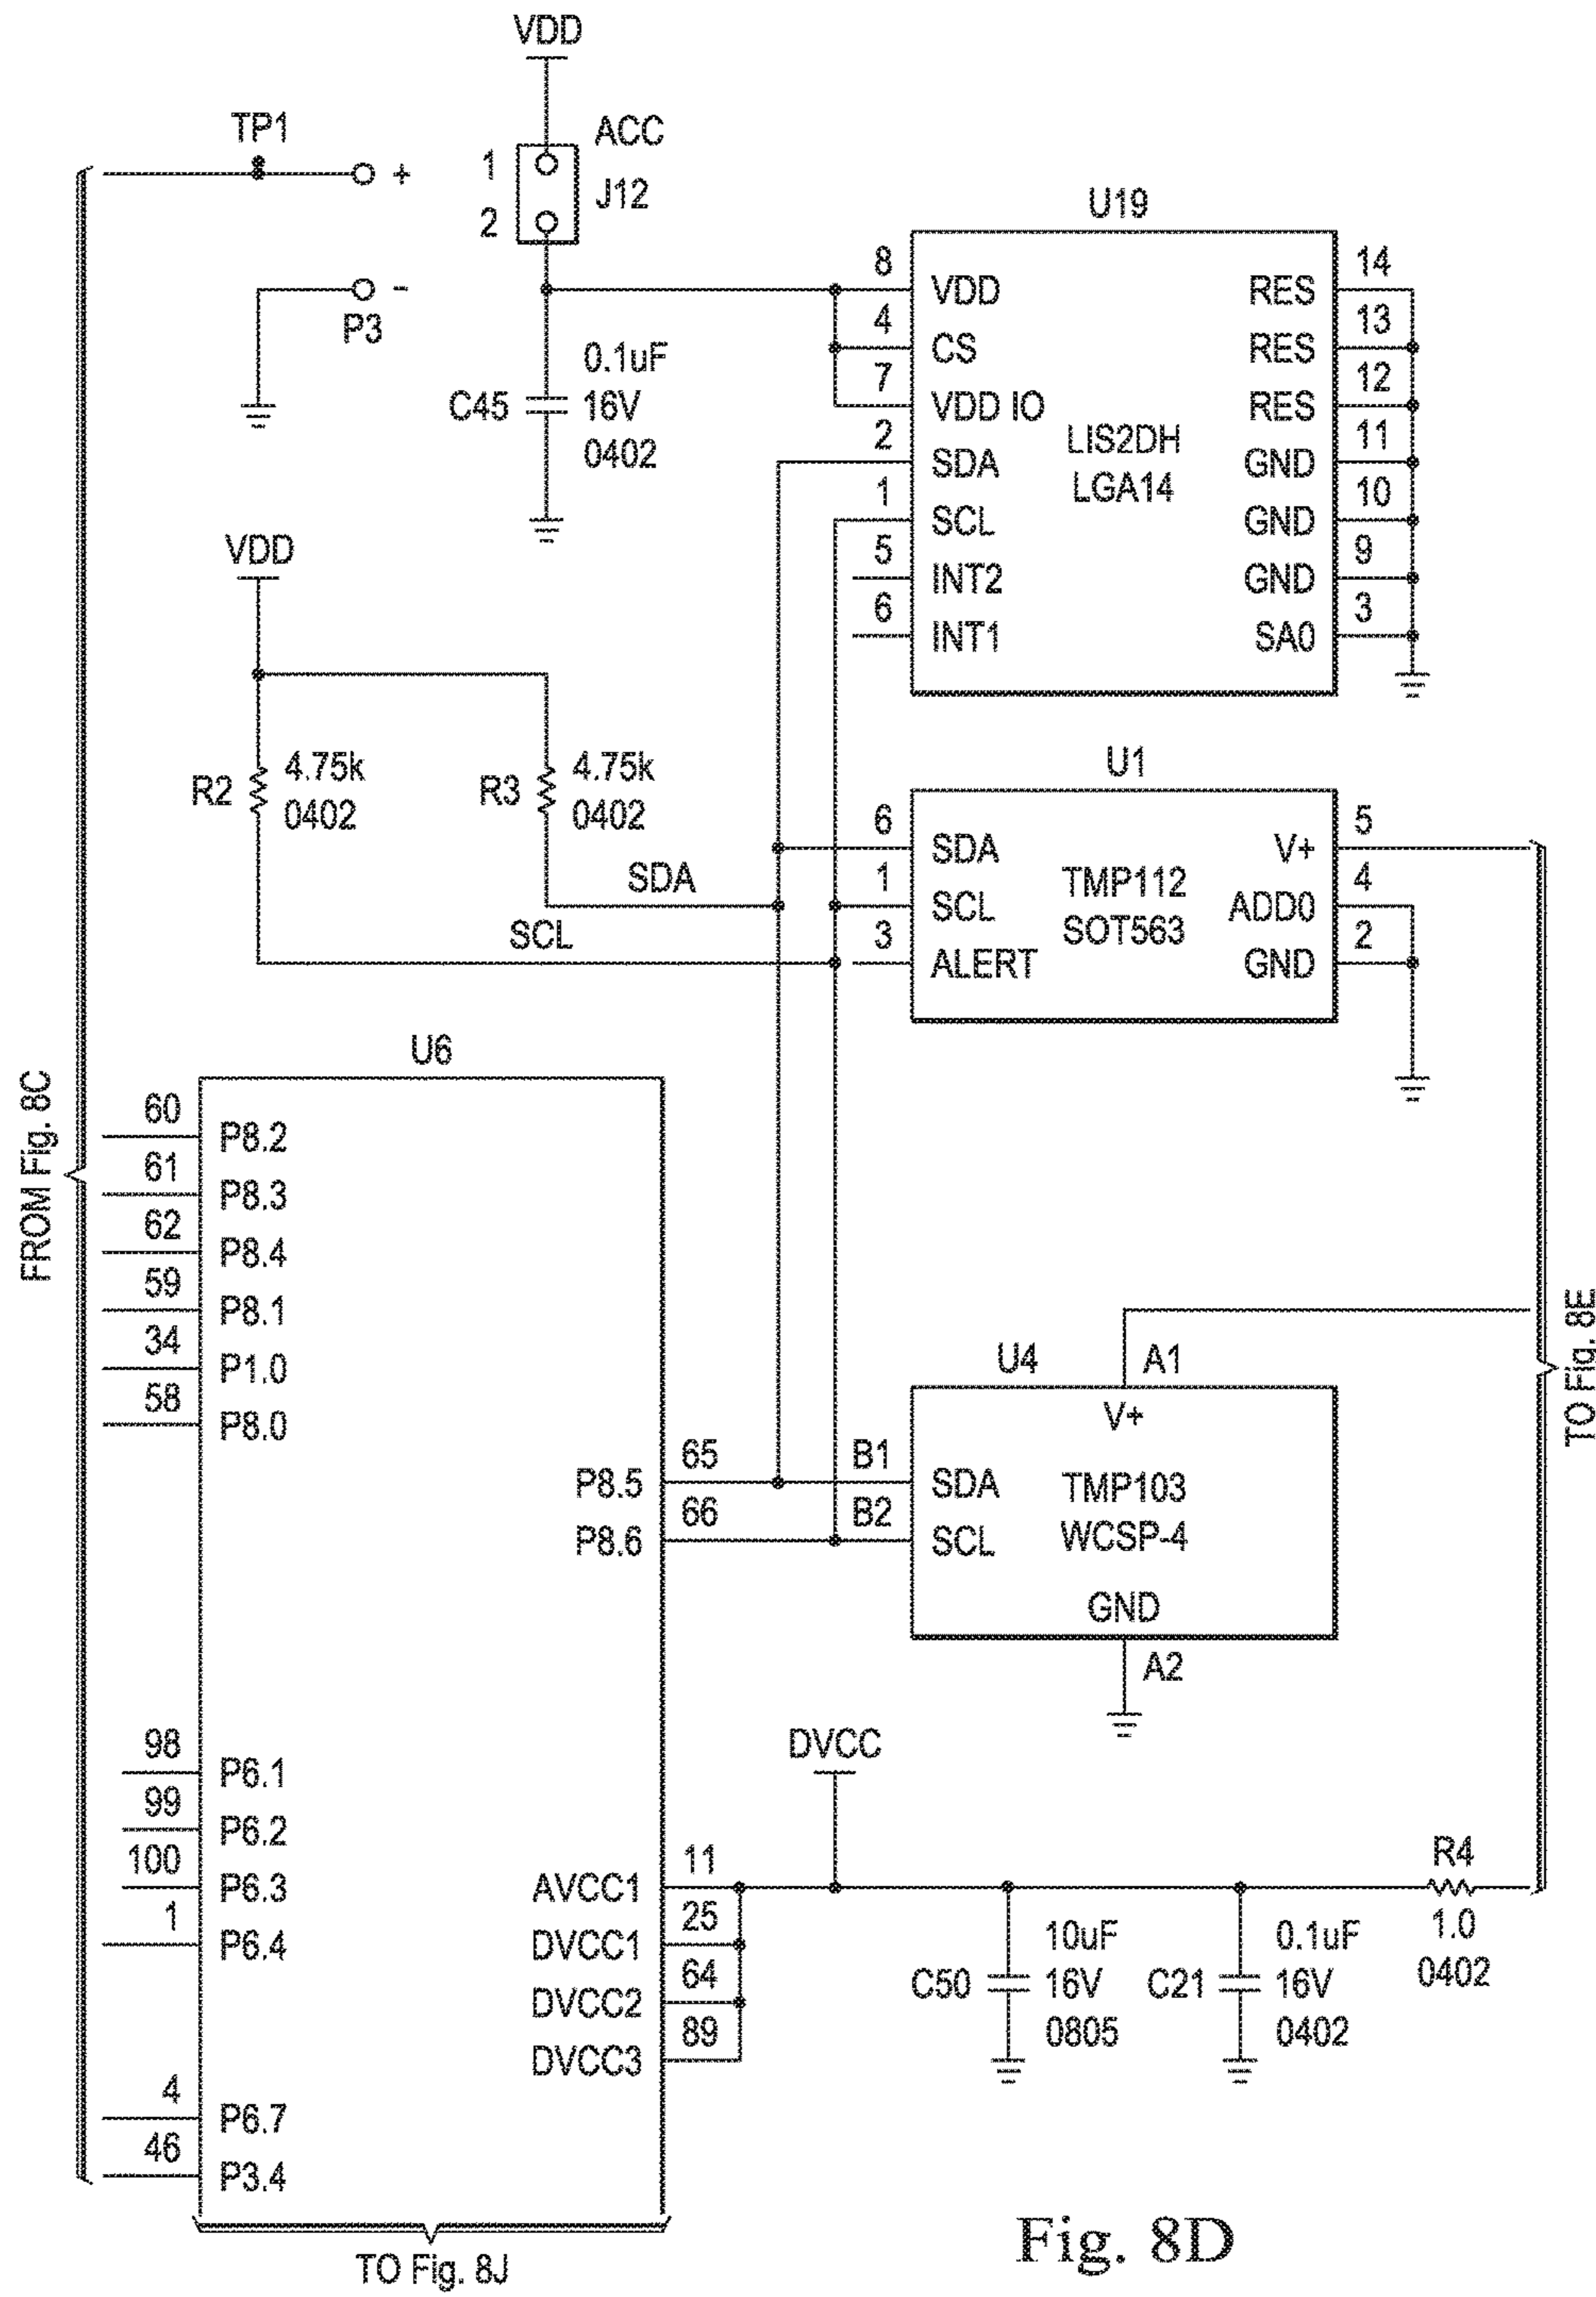 VDD
TP1
+
1
2
ACC
J12
-
P3
C45
0.1uF
16V
0402
U19
8
VDD
4
CS
7
VDD IO
2
SDA
1
SCL
5
INT2
6
INT1
LIS2DH
LGA14
RES
14
RES
13
RES
12
GND
11
GND
10
GND
9
SA0
3
VDD
R2
4.75k
0402
R3
4.75k
0402
SDA
SCL
U1
6
SDA
1
SCL
3
ALERT
TMP112
SOT563
V+
5
ADD0
4
GND
2
FROM Fig. 8C
U6
60
P8.2
61
P8.3
62
P8.4
59
P8.1
34
P1.0
58
P8.0
P8.5
65
P8.6
66
98
P6.1
99
P6.2
100
P6.3
1
P6.4
4
P6.7
46
P3.4
AVCC1
11
DVCC1
25
DVCC2
64
DVCC3
89
U4
A1
V+
B1
SDA
B2
SCL
TMP103
WCSP-4
GND
A2
TO Fig. 8E
DVCC
C50
10uF
16V
0805
C21
0.1uF
16V
0402
R4
1.0
0402
TO Fig. 8J
Fig. 8D